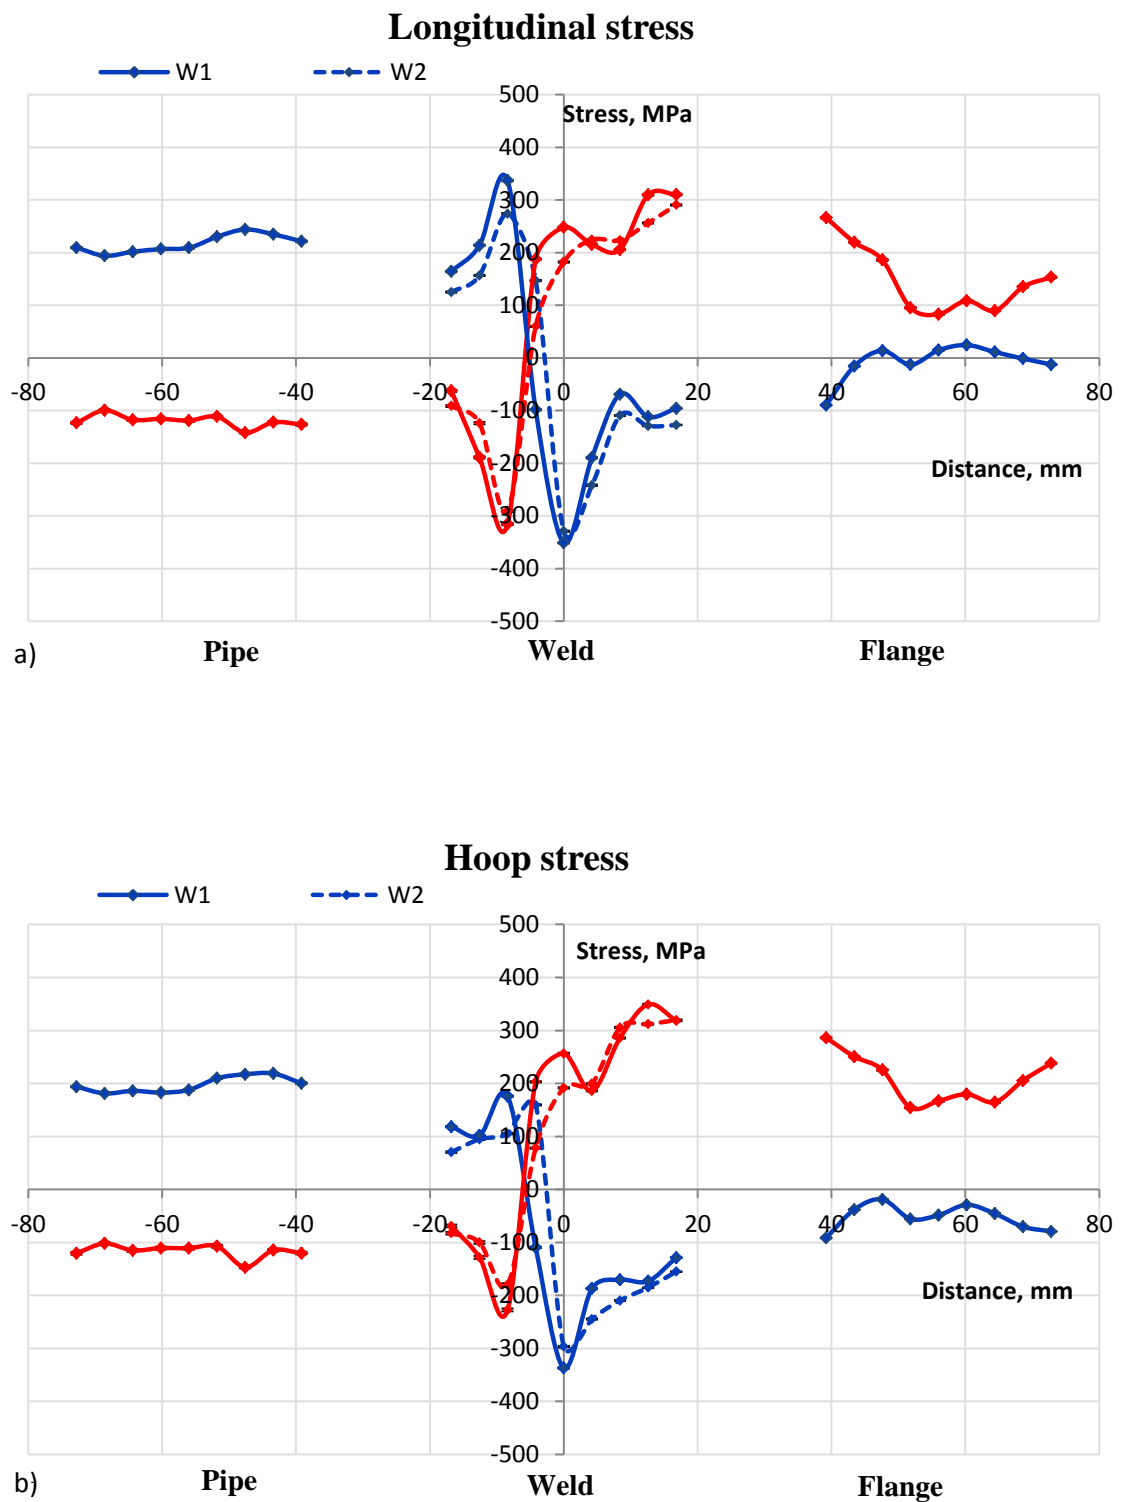 Longitudinal stress
W1 W2
500
Stress, MPa
400
300
200
100
0
-80 -60 -40 -20 0 20 40 60 80
-100
-200
Distance, mm
-300
-400
-500
a) Pipe Weld Flange
Hoop stress
W1 W2
500
Stress, MPa
400
300
200
100
0
-80 -60 -40 -20 0 20 40 60 80
-100
-200
Distance, mm
-300
-400
-500
b) Pipe Weld Flange